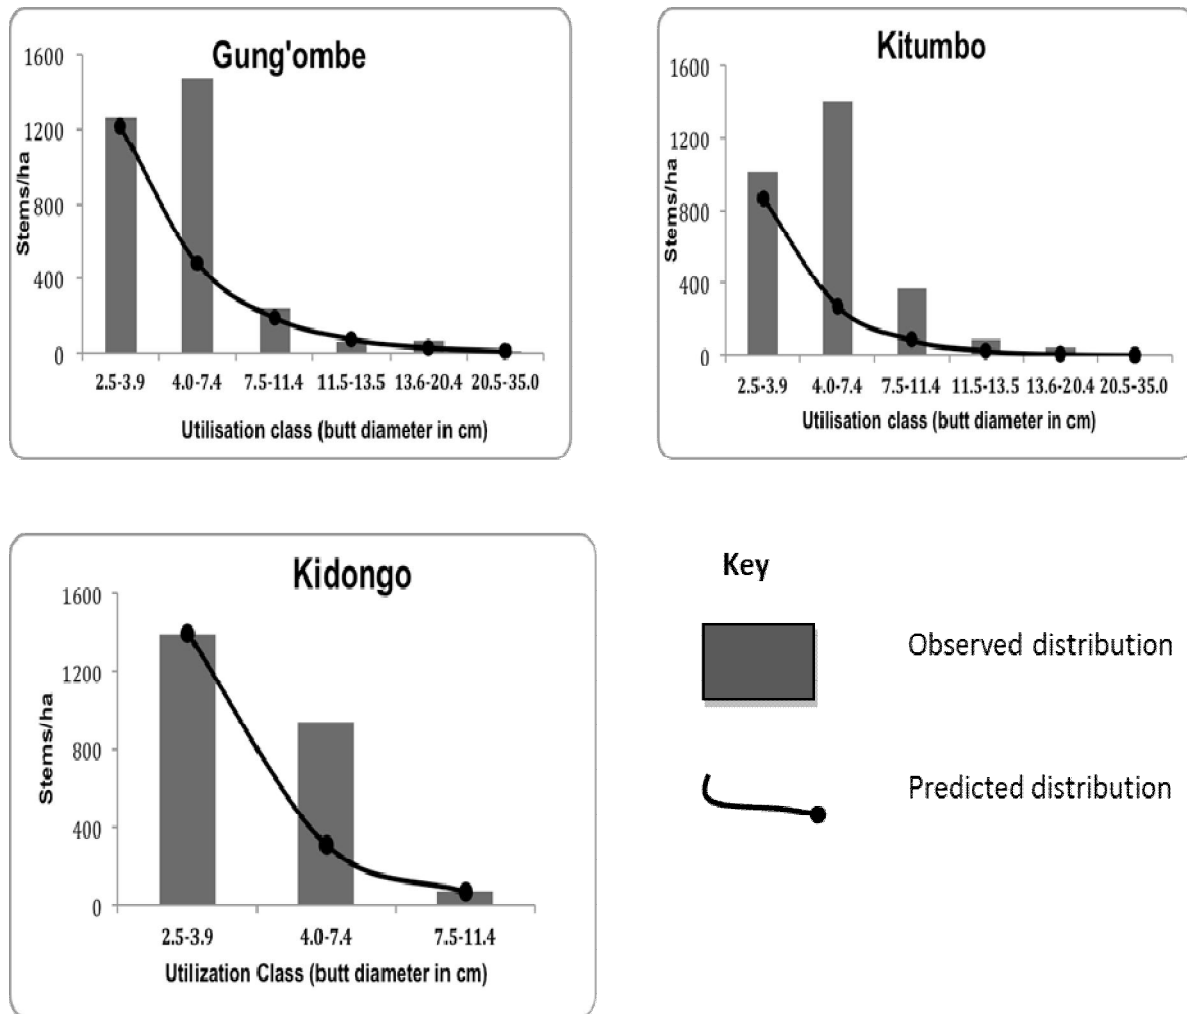 Gung'ombe
1600
1200
800
400
0
Stems/ha
2.5-3.9 4.0-7.4 7.5-11.4 11.5-13.5 13.6-20.4 20.5-35.0
Utilisation class (butt diameter in cm)
Kitumbo
1600
1200
800
400
0
Stems/ha
2.5-3.9 4.0-7.4 7.5-11.4 11.5-13.5 13.6-20.4 20.5-35.0
Utilisation class (butt diameter in cm)
Kidongo
1600
1200
800
400
0
Stems/ha
2.5-3.9 4.0-7.4 7.5-11.4
Utilization Class (butt diameter in cm)
Key
Observed distribution
Predicted distribution